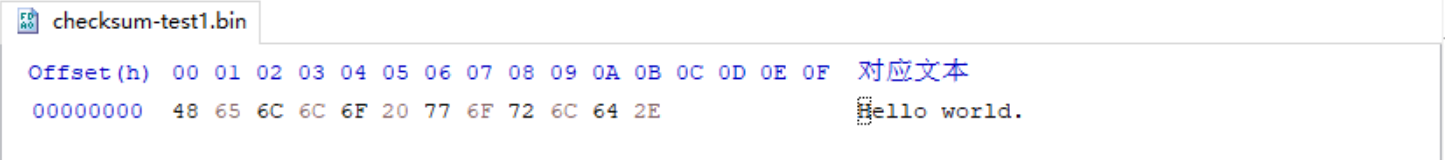 checksum-test1.bin
Offset(h) 00 01 02 03 04 05 06 07 08 09 0A 0B 0C 0D 0E 0F 对应文本
00000000 48 65 6C 6C 6F 20 77 6F 72 6C 64 2E Hello world.